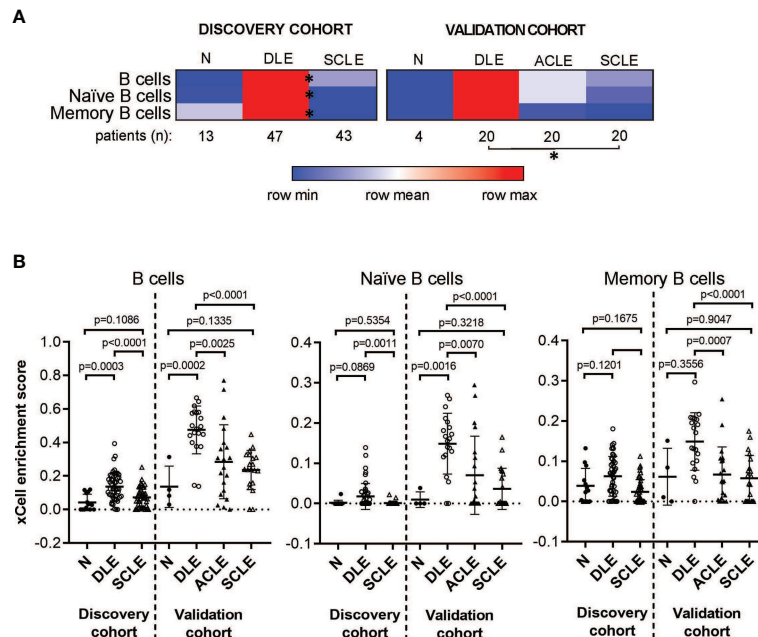 A
DISCOVERY COHORT VALIDATION COHORT
N DLE SCLE N DLE ACLE SCLE
B cells *
Naïve B cells *
Memory B cells *
patients (n): 13 47 43 4 20 20 20
*
row min row mean row max
B
B cells Naïve B cells Memory B cells
p<0.0001 p<0.0001 p<0.0001
p=0.1086 p=0.1335 p=0.5354 p=0.3218 p=0.1675 p=0.9047
p<0.0001 p=0.0025 p=0.0011 p=0.0070 p=0.0007
p=0.0003 p=0.0002 p=0.0869 p=0.0016 p=0.1201 p=0.3556
xCell enrichment score
1.0 0.4 0.4
0.8 0.3 0.3
0.6 0.2 0.2
0.4 0.1 0.1
0.2 0.0 0.0
0.0 -0.1 -0.1
-0.2
N DLE SCLE N DLE ACLE SCLE N DLE SCLE N DLE ACLE SCLE N DLE SCLE N DLE ACLE SCLE
Discovery Validation Discovery Validation Discovery Validation
cohort cohort cohort cohort cohort cohort